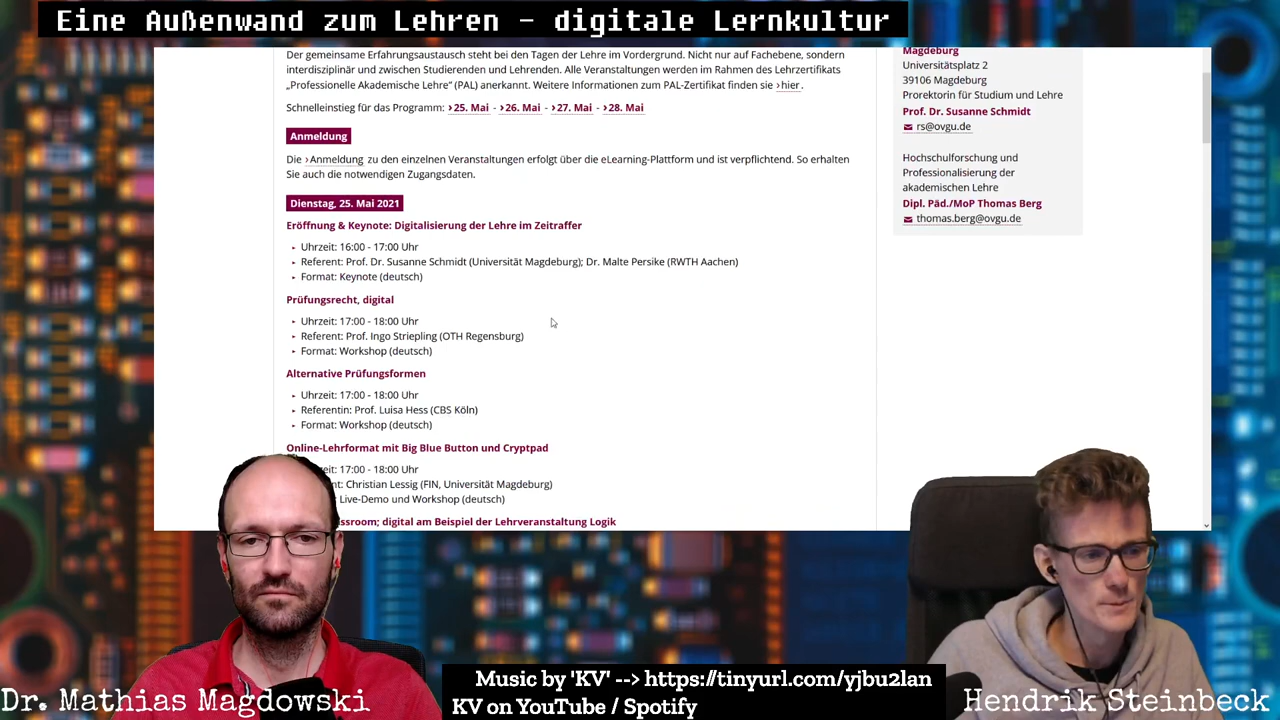 Eine Außenwand zum Lehren - digitale Lernkultur
Der gemeinsame Erfahrungsaustausch steht bei den Tagen der Lehre im Vordergrund. Nicht nur auf Fachebene, sondern
interdisziplinär und zwischen Studierenden und Lehrenden. Alle Veranstaltungen werden im Rahmen des Lehrzertifikats
„Professionelle Akademische Lehre“ (PAL) anerkannt. Weitere Informationen zum PAL-Zertifikat finden sie ›hier.
Schnelleinstieg für das Programm: ›25. Mai - ›26. Mai - ›27. Mai - ›28. Mai
Anmeldung
Die ›Anmeldung zu den einzelnen Veranstaltungen erfolgt über die eLearning-Plattform und ist verpflichtend. So erhalten
Sie auch die notwendigen Zugangsdaten.
Dienstag, 25. Mai 2021
Eröffnung & Keynote: Digitalisierung der Lehre im Zeitraffer
Uhrzeit: 16:00 - 17:00 Uhr
Referent: Prof. Dr. Susanne Schmidt (Universität Magdeburg); Dr. Malte Persike (RWTH Aachen)
Format: Keynote (deutsch)
Prüfungsrecht, digital
Uhrzeit: 17:00 - 18:00 Uhr
Referent: Prof. Ingo Striepling (OTH Regensburg)
Format: Workshop (deutsch)
Alternative Prüfungsformen
Uhrzeit: 17:00 - 18:00 Uhr
Referentin: Prof. Luisa Hess (CBS Köln)
Format: Workshop (deutsch)
Online-Lehrformat mit Big Blue Button und Cryptpad
eit: 17:00 - 18:00 Uhr
nt: Christian Lessig (FIN, Universität Magdeburg)
Live-Demo und Workshop (deutsch)
ssroom; digital am Beispiel der Lehrveranstaltung Logik
Magdeburg
Universitätsplatz 2
39106 Magdeburg
Prorektorin für Studium und Lehre
Prof. Dr. Susanne Schmidt
rs@ovgu.de
Hochschulforschung und
Professionalisierung der
akademischen Lehre
Dipl. Päd./MoP Thomas Berg
thomas.berg@ovgu.de
Dr. Mathias Magdowski
Music by 'KV' --> https://tinyurl.com/yjbu2lan
KV on YouTube / Spotify
Hendrik Steinbeck